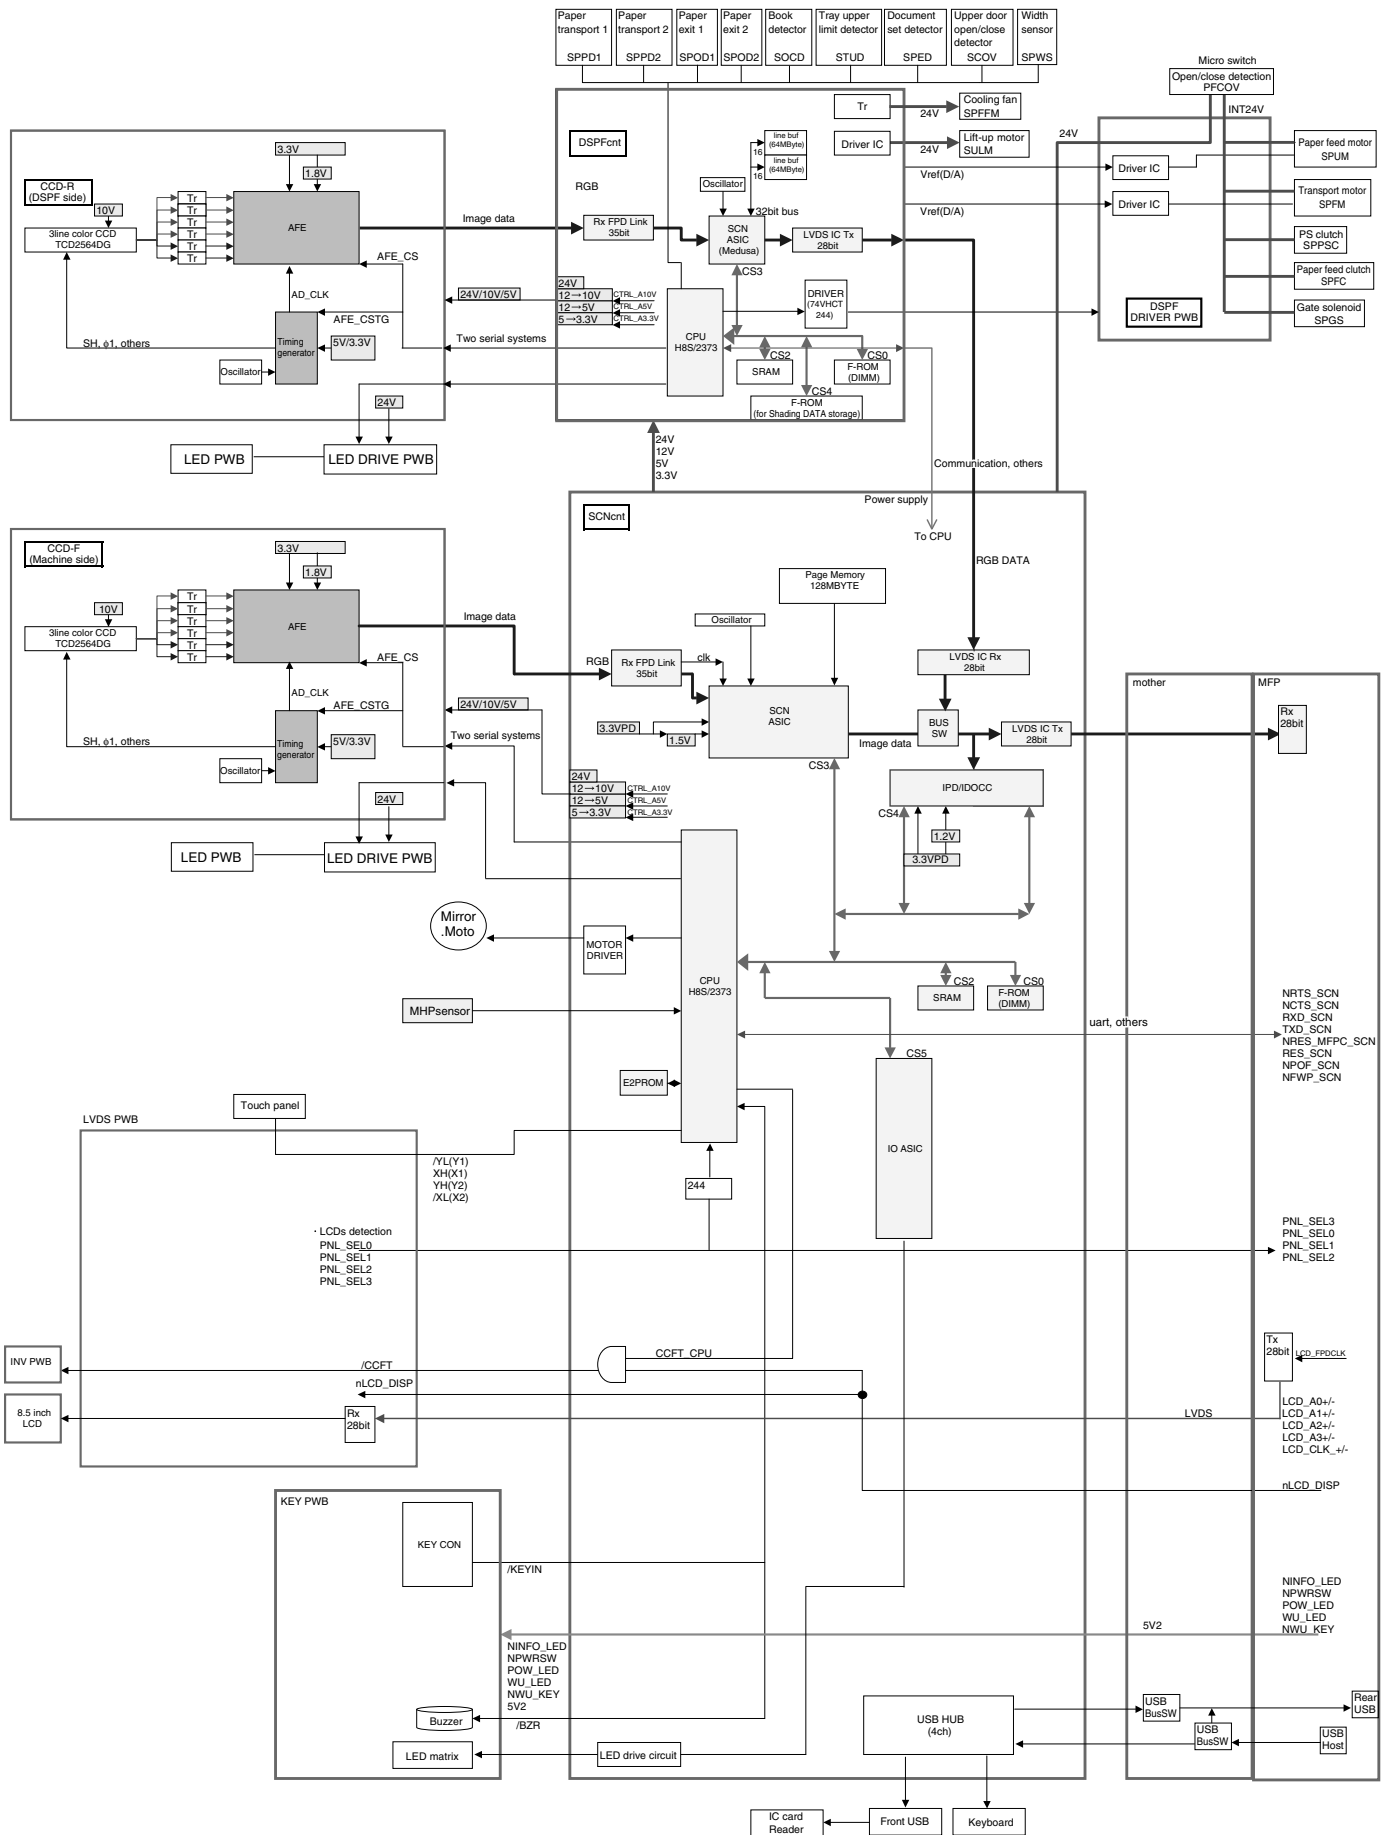 Paper
transport 1
SPPD1
Paper
transport 2
SPPD2
Paper
exit 1
SPOD1
Paper
exit 2
SPOD2
Book
detector
SOCD
Tray upper
limit detector
STUD
Document
set detector
SPED
Upper door
open/close
detector
SCOV
Width
sensor
SPWS
Micro switch
Open/close detection
PFCOV
INT24V
24V
DSPFcnt
Tr
24V
Cooling fan
SPFFM
Driver IC
24V
Lift-up motor
SULM
line buf
(64MByte)
16
line buf
(64MByte)
16
Oscillator
32bit bus
RGB
Rx FPD Link
35bit
SCN
ASIC
(Medusa)
LVDS IC Tx
28bit
CS3
Vref(D/A)
Vref(D/A)
Driver IC
Driver IC
Paper feed motor
SPUM
Transport motor
SPFM
PS clutch
SPPSC
Paper feed clutch
SPFC
Gate solenoid
SPGS
DSPF
DRIVER PWB
24V
12→10V
12→5V
5→3.3V
CTRL_A10V
CTRL_A5V
CTRL_A3.3V
CPU
H8S/2373
DRIVER
(74VHCT
244)
CS2
SRAM
CS0
F-ROM
(DIMM)
CS4
F-ROM
(for Shading DATA storage)
CCD-R
(DSPF side)
3.3V
1.8V
10V
3line color CCD
TCD2564DG
Tr
Tr
Tr
Tr
Tr
Tr
AFE
Image data
AFE_CS
AD_CLK
AFE_CSTG
24V/10V/5V
SH, ϕ1, others
Timing
generator
5V/3.3V
Two serial systems
Oscillator
24V
LED PWB
LED DRIVE PWB
24V
12V
5V
3.3V
Communication, others
Power supply
To CPU
RGB DATA
SCNcnt
CCD-F
(Machine side)
3.3V
1.8V
10V
3line color CCD
TCD2564DG
Tr
Tr
Tr
Tr
Tr
Tr
AFE
Image data
AFE_CS
AD_CLK
AFE_CSTG
24V/10V/5V
SH, ϕ1, others
Timing
generator
5V/3.3V
Two serial systems
Oscillator
24V
LED PWB
LED DRIVE PWB
Page Memory
128MBYTE
Oscillator
RGB
Rx FPD Link
35bit
clk
SCN
ASIC
3.3VPD
1.5V
CS3
Image data
LVDS IC Rx
28bit
BUS
SW
LVDS IC Tx
28bit
mother
MFP
Rx
28bit
IPD/IDOCC
CS4
1.2V
3.3VPD
24V
12→10V
12→5V
5→3.3V
CTRL_A10V
CTRL_A5V
CTRL_A3.3V
Mirror
.Moto
MOTOR
DRIVER
CPU
H8S/2373
CS2
SRAM
CS0
F-ROM
(DIMM)
MHPsensor
uart, others
NRTS_SCN
NCTS_SCN
RXD_SCN
TXD_SCN
NRES_MFPC_SCN
RES_SCN
NPOF_SCN
NFWP_SCN
CS5
IO ASIC
E2PROM
Touch panel
LVDS PWB
/YL(Y1)
XH(X1)
YH(Y2)
/XL(X2)
244
・LCDs detection
PNL_SEL0
PNL_SEL1
PNL_SEL2
PNL_SEL3
PNL_SEL3
PNL_SEL0
PNL_SEL1
PNL_SEL2
INV PWB
/CCFT
CCFT_CPU
nLCD_DISP
8.5 inch
LCD
Rx
28bit
LVDS
Tx
28bit
LCD_FPDCLK
LCD_A0+/-
LCD_A1+/-
LCD_A2+/-
LCD_A3+/-
LCD_CLK_+/-
nLCD_DISP
KEY PWB
KEY CON
/KEYIN
NINFO_LED
NPWRSW
POW_LED
WU_LED
NWU_KEY
5V2
NINFO_LED
NPWRSW
POW_LED
WU_LED
NWU_KEY
5V2
/BZR
Buzzer
LED matrix
LED drive circuit
USB HUB
(4ch)
USB
BusSW
USB
BusSW
Rear
USB
USB
Host
IC card
Reader
Front USB
Keyboard